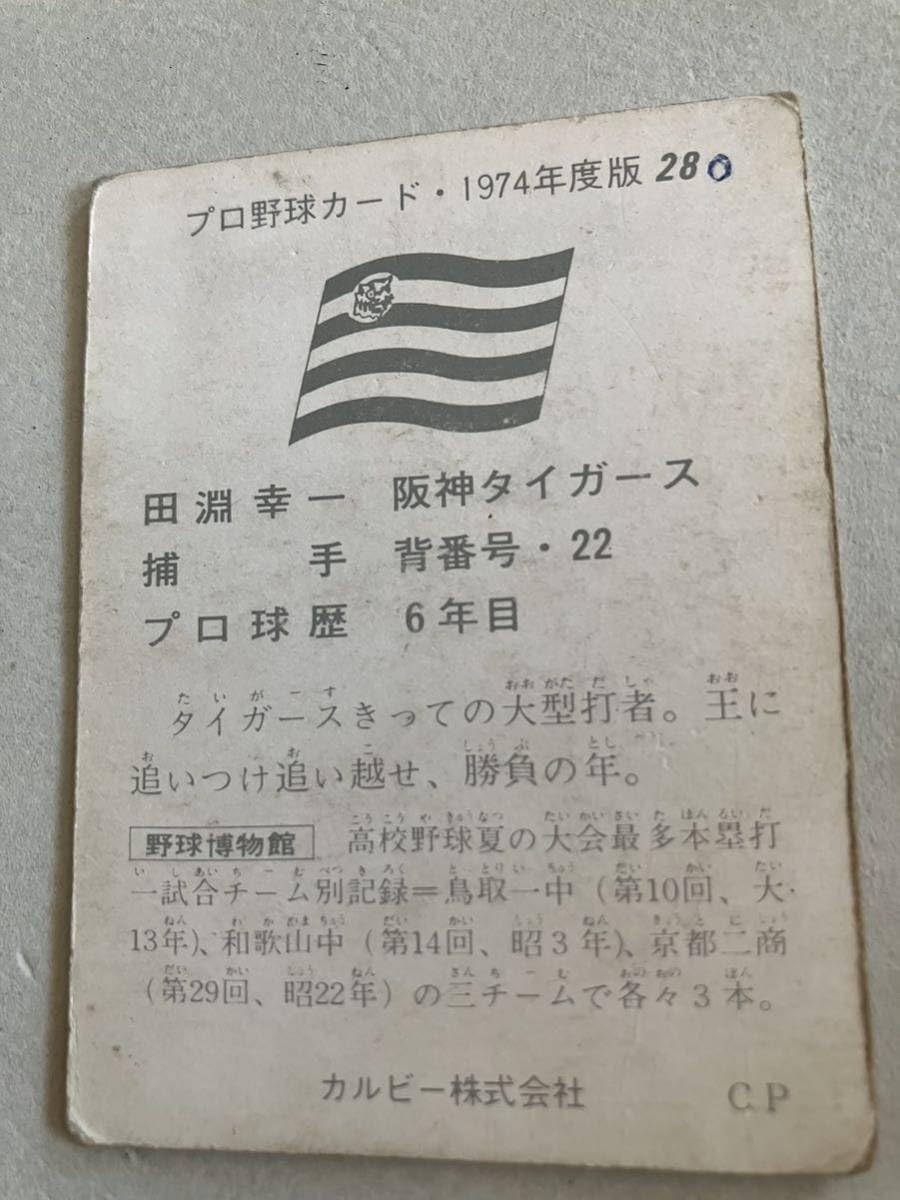 プロ野球カード・1974年度版 28
田淵幸一 阪神タイガース
捕手 背番号・22
プロ球歴 6年目
タイガースきっての大型打者。王に
追いつけ追い越せ、勝負の年。
野球博物館 高校野球夏の大会最多本塁打
一試合チーム別記録=鳥取一中（第10回、大・
13年）、和歌山中（第14回、昭3年）、京都二商
（第29回、昭22年）の三チームで各々3本。
カルビー株式会社 C.P